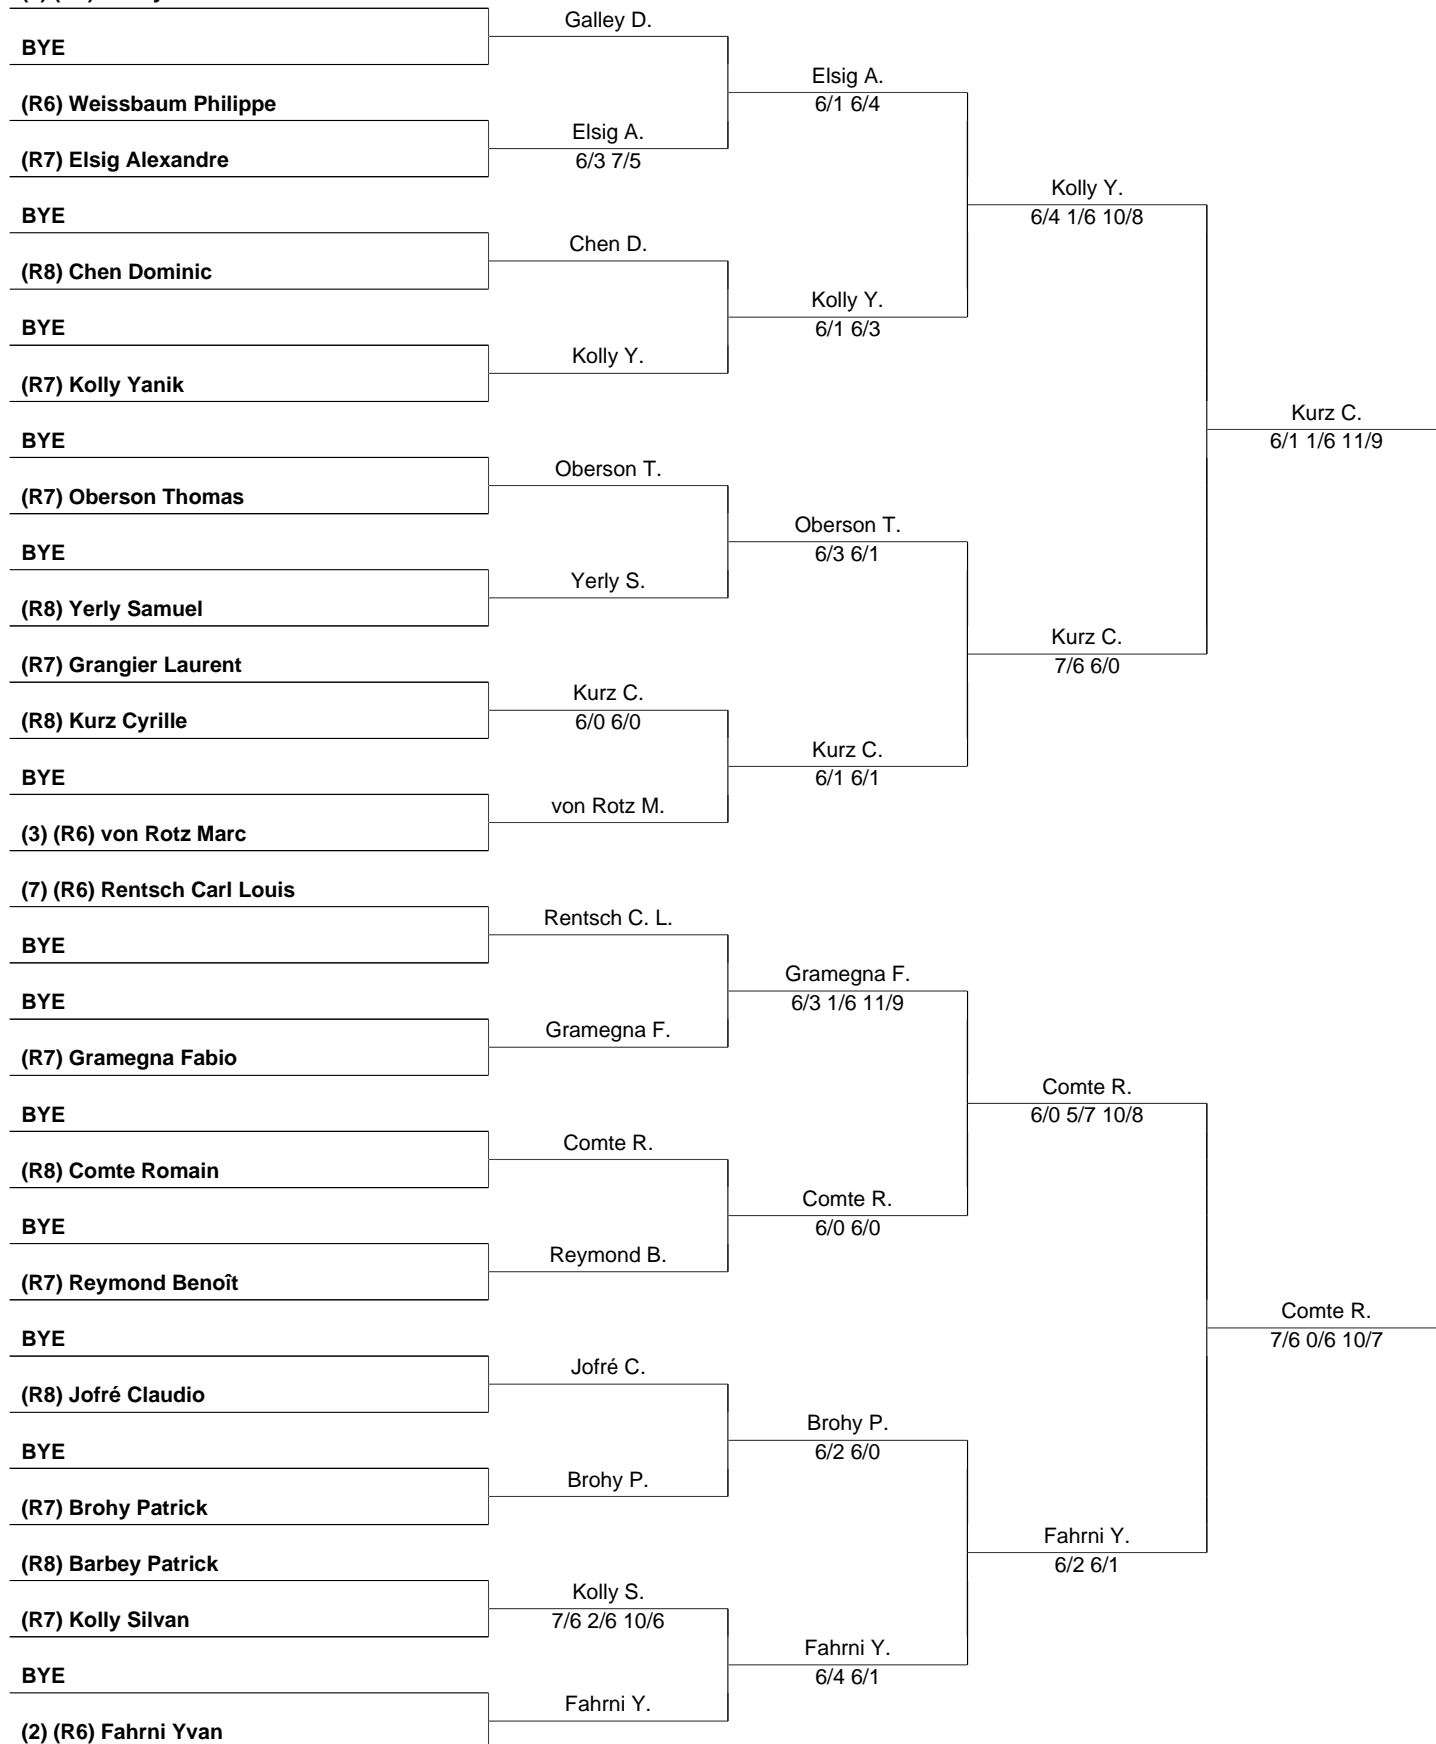 BYE
(R6) Weissbaum Philippe
(R7) Elsig Alexandre
BYE
(R8) Chen Dominic
BYE
(R7) Kolly Yanik
BYE
(R7) Oberson Thomas
BYE
(R8) Yerly Samuel
(R7) Grangier Laurent
(R8) Kurz Cyrille
BYE
(3) (R6) von Rotz Marc
(7) (R6) Rentsch Carl Louis
BYE
BYE
(R7) Gramegna Fabio
BYE
(R8) Comte Romain
BYE
(R7) Reymond Benoît
BYE
(R8) Jofré Claudio
BYE
(R7) Brohy Patrick
(R8) Barbey Patrick
(R7) Kolly Silvan
BYE
(2) (R6) Fahrni Yvan
Galley D.
Elsig A.
6/3 7/5
Chen D.
Kolly Y.
Oberson T.
Yerly S.
Kurz C.
6/0 6/0
von Rotz M.
Rentsch C. L.
Gramegna F.
Comte R.
Reymond B.
Jofré C.
Brohy P.
Kolly S.
7/6 2/6 10/6
Fahrni Y.
Elsig A.
6/1 6/4
Kolly Y.
6/1 6/3
Oberson T.
6/3 6/1
Kurz C.
6/1 6/1
Gramegna F.
6/3 1/6 11/9
Comte R.
6/0 6/0
Brohy P.
6/2 6/0
Fahrni Y.
6/4 6/1
Kolly Y.
6/4 1/6 10/8
Kurz C.
7/6 6/0
Comte R.
6/0 5/7 10/8
Fahrni Y.
6/2 6/1
Kurz C.
6/1 1/6 11/9
Comte R.
7/6 0/6 10/7